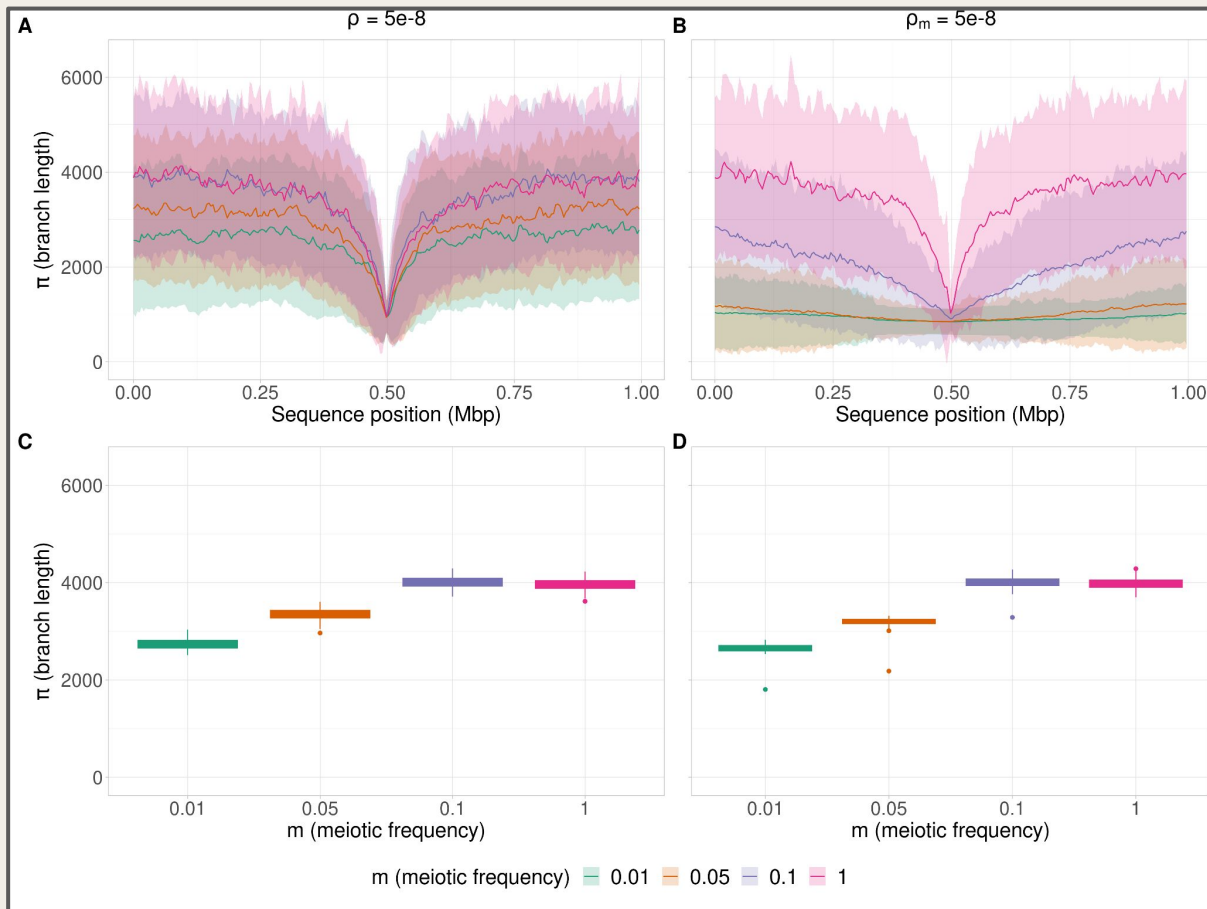 A
ρ = 5e-8
B
ρm = 5e-8
π (branch length)
6000
4000
2000
0
0.00 0.25 0.50 0.75 1.00
Sequence position (Mbp)
0.00 0.25 0.50 0.75 1.00
Sequence position (Mbp)
C
D
π (branch length)
6000
4000
2000
0
0.01 0.05 0.1 1
m (meiotic frequency)
0.01 0.05 0.1 1
m (meiotic frequency)
m (meiotic frequency) 0.01 0.05 0.1 1